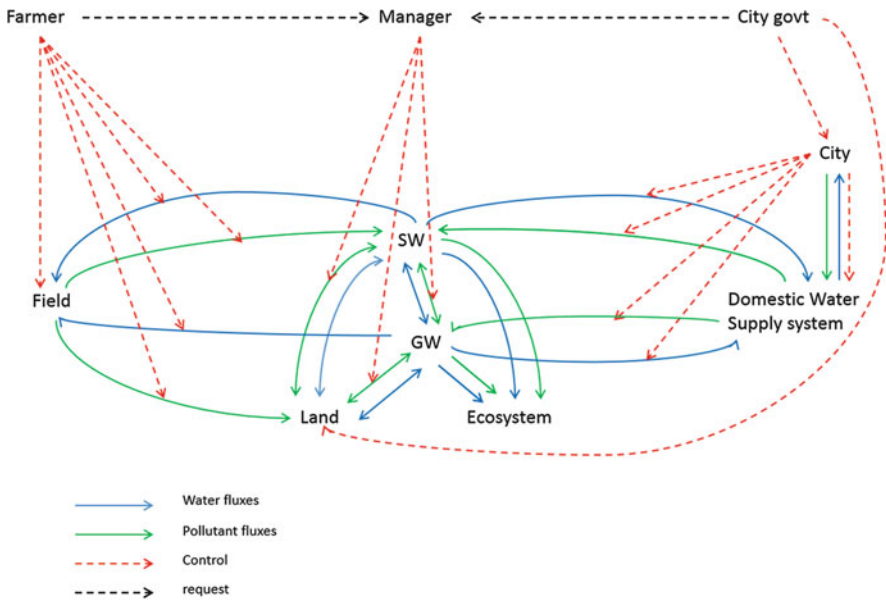 Farmer
Manager
City govt
City
SW
Field
Domestic Water
Supply system
GW
Land
Ecosystem
Water fluxes
Pollutant fluxes
Control
request